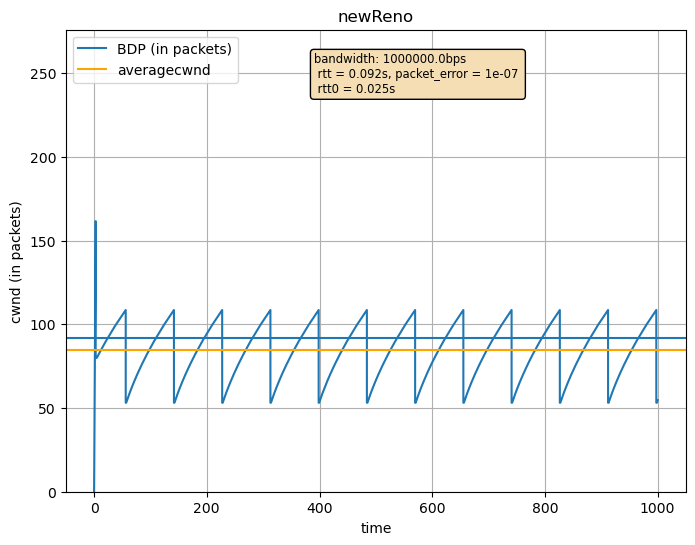 newReno
BDP (in packets)
averagecwnd
bandwidth: 1000000.0bps
rtt = 0.092s, packet_error = 1e-07
rtt0 = 0.025s
cwnd (in packets)
250
200
150
100
50
0
0 200 400 600 800 1000
time